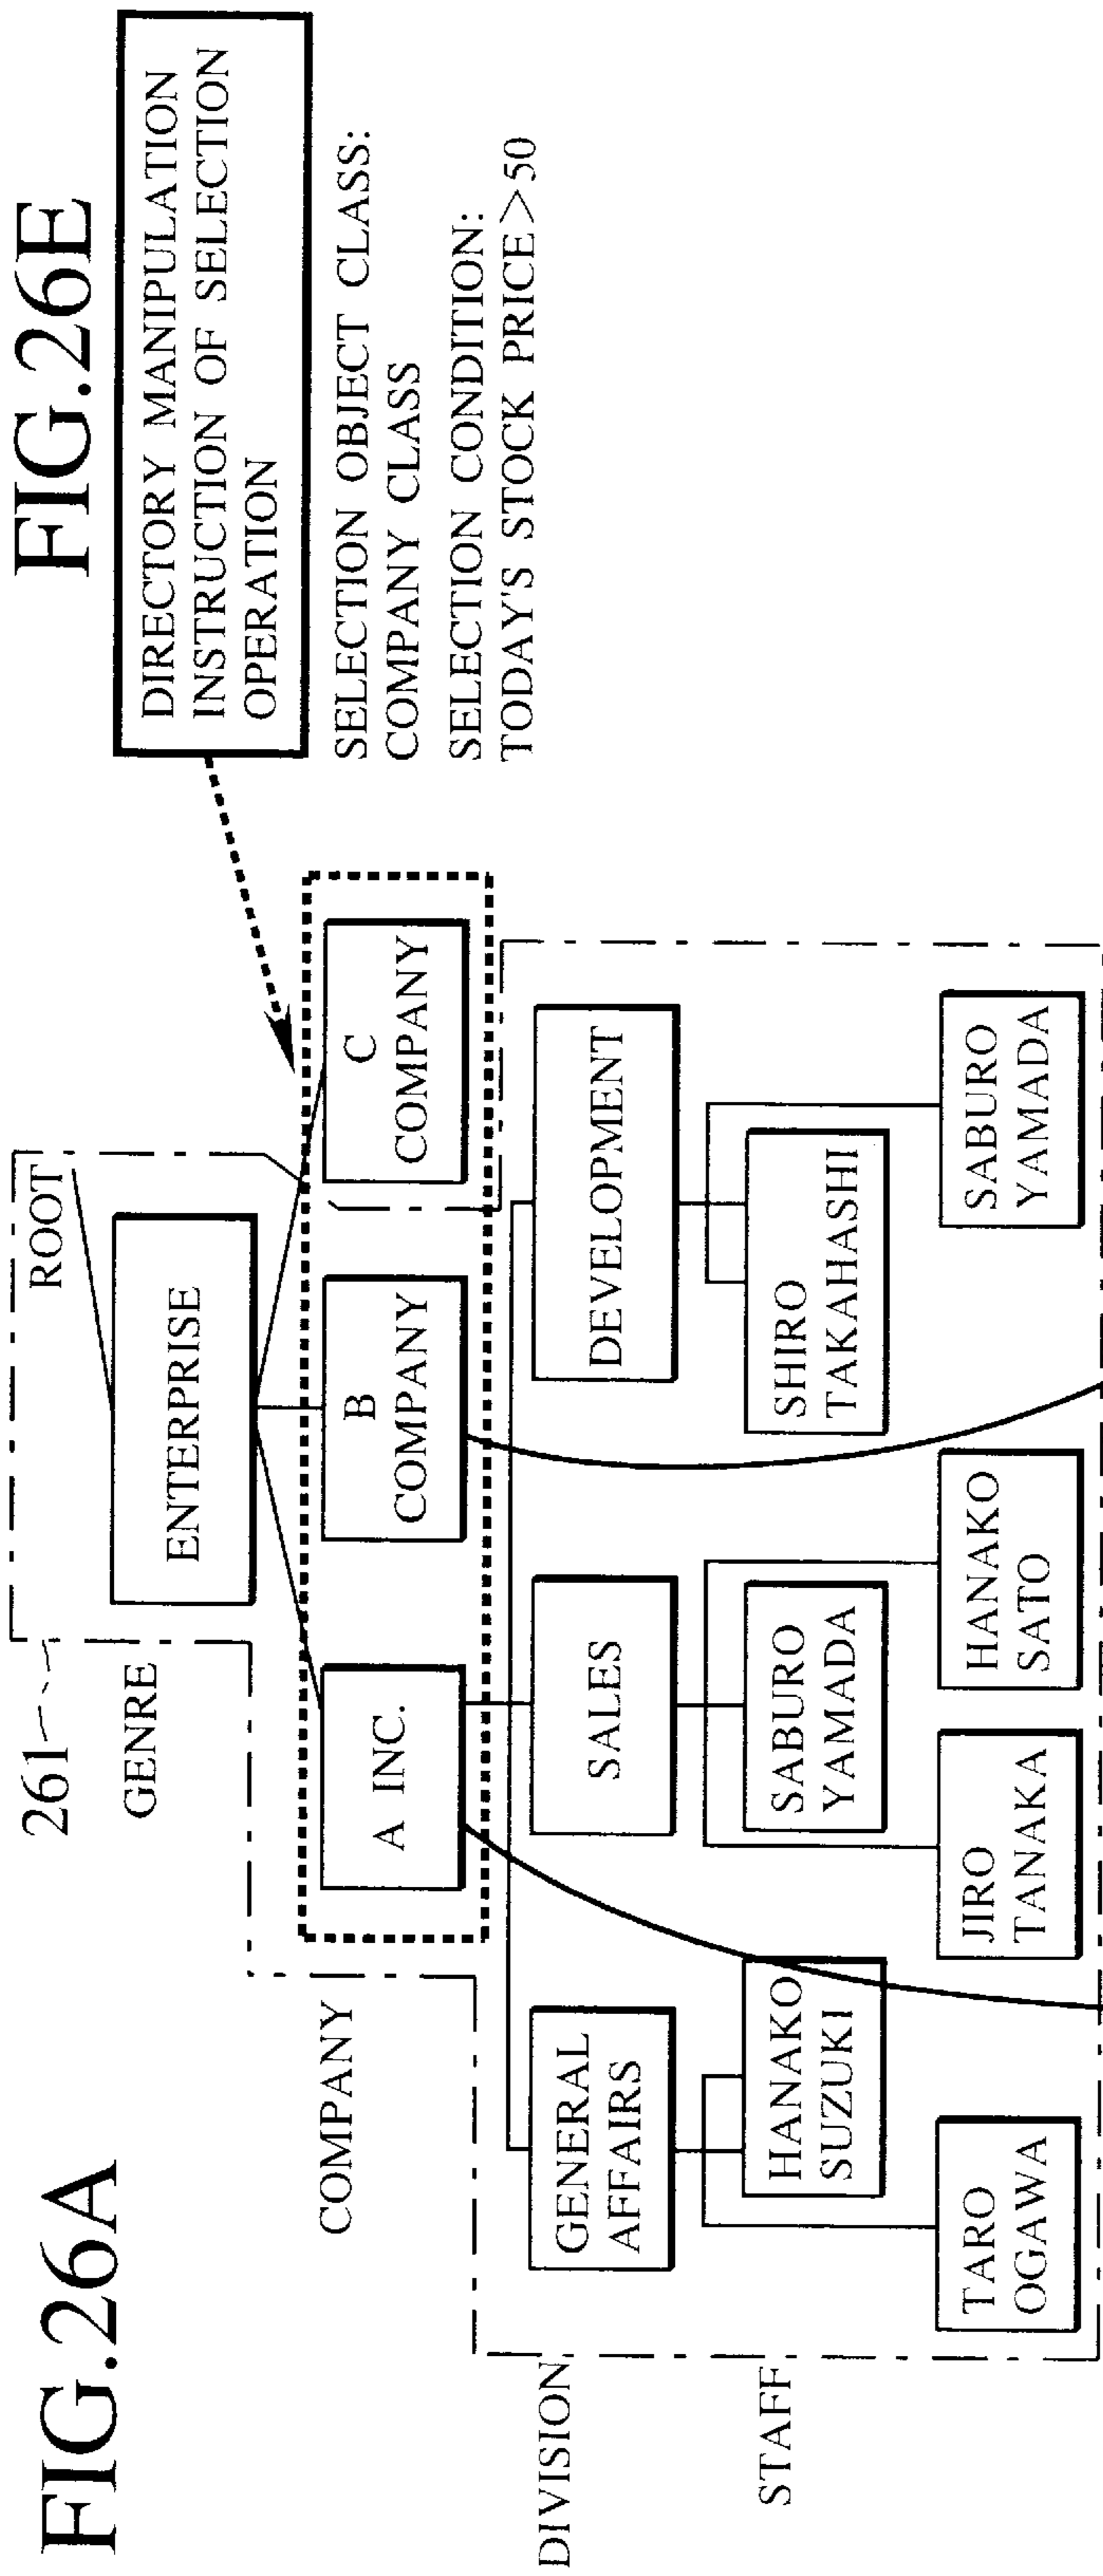 FIG.26A
FIG.26E
261
ROOT
GENRE
ENTERPRISE
DIRECTORY MANIPULATION
INSTRUCTION OF SELECTION
OPERATION
COMPANY
A INC.
B
COMPANY
C
COMPANY
SELECTION OBJECT CLASS:
COMPANY CLASS
SELECTION CONDITION:
TODAY'S STOCK PRICE>50
DIVISION
GENERAL
AFFAIRS
SALES
DEVELOPMENT
STAFF
HANAKO
SUZUKI
SABURO
YAMADA
SHIRO
TAKAHASHI
TARO
OGAWA
JIRO
TANAKA
HANAKO
SATO
SABURO
YAMADA